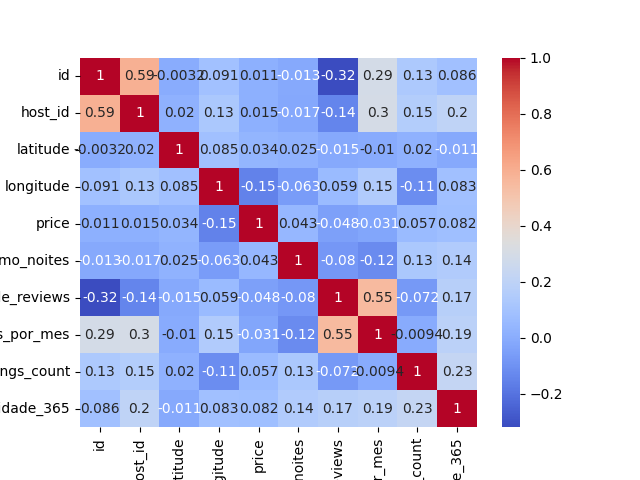 id 1 0.59 -0.0032 0.091 0.011 -0.013 -0.32 0.29 0.13 0.086
host_id 0.59 1 0.02 0.13 0.015 -0.017 -0.14 0.3 0.15 0.2
latitude -0.0032 0.02 1 0.085 0.034 0.025 -0.015 -0.01 0.02 -0.011
longitude 0.091 0.13 0.085 1 -0.15 -0.063 0.059 0.15 -0.11 0.083
price 0.011 0.015 0.034 -0.15 1 0.043 -0.048 -0.031 0.057 0.082
mo_noites -0.013 -0.017 0.025 -0.063 0.043 1 -0.08 -0.12 0.13 0.14
le_reviews -0.32 -0.14 -0.015 0.059 -0.048 -0.08 1 0.55 -0.072 0.17
s_por_mes 0.29 0.3 -0.01 0.15 -0.031 -0.12 0.55 1 -0.0094 0.19
ngs_count 0.13 0.15 0.02 -0.11 0.057 0.13 -0.072 -0.0094 1 0.23
idade_365 0.086 0.2 -0.011 0.083 0.082 0.14 0.17 0.19 0.23 1
id
ost_id
titude
gitude
price
noites
views
r_mes
_count
e_365
1.0
0.8
0.6
0.4
0.2
0.0
−0.2